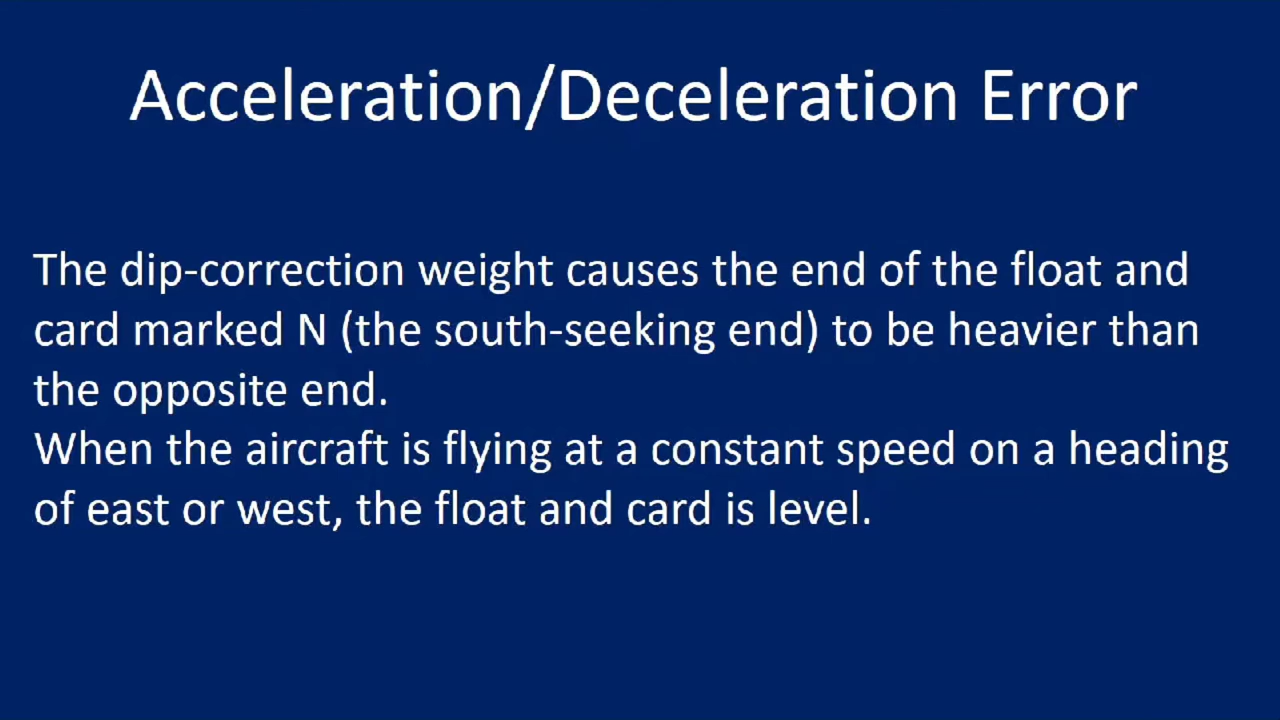 Acceleration/Deceleration Error
The dip-correction weight causes the end of the float and
card marked N (the south-seeking end) to be heavier than
the opposite end.
When the aircraft is flying at a constant speed on a heading
of east or west, the float and card is level.